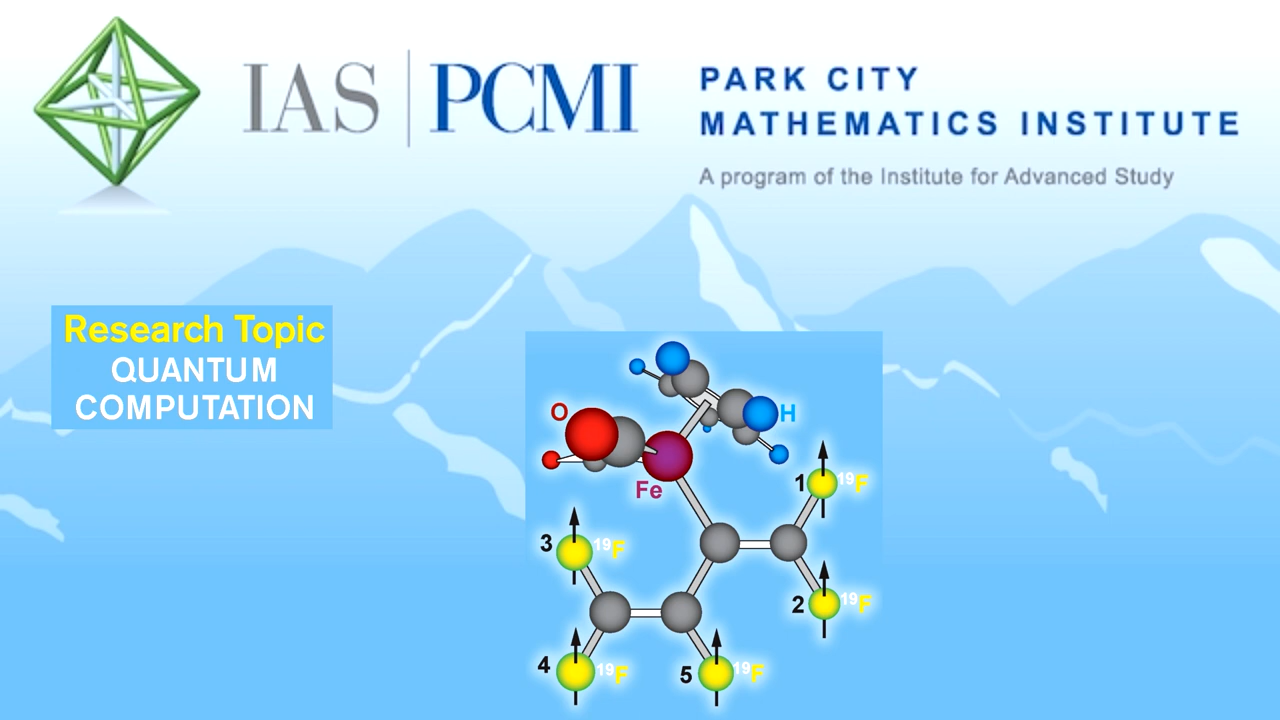 IAS | PCMI
PARK CITY
MATHEMATICS INSTITUTE
A program of the Institute for Advanced Study
Research Topic
QUANTUM
COMPUTATION
O
H
Fe
1 ¹⁹F
3 ¹⁹F
2 ¹⁹F
4 ¹⁹F
5 ¹⁹F